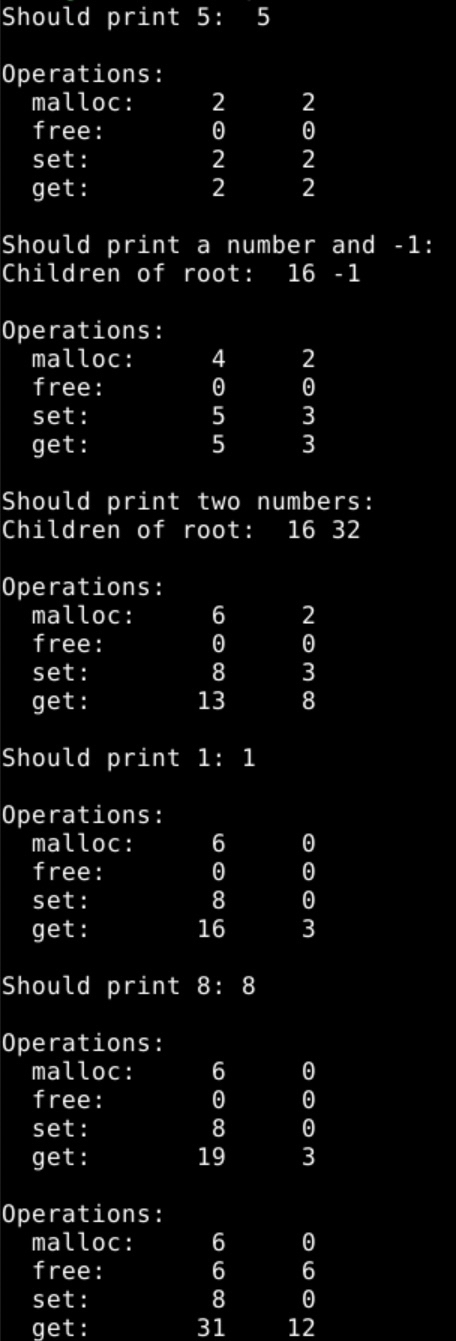 Should print 5:  5
Operations:
  malloc:     2     2
  free:       0     0
  set:        2     2
  get:        2     2
Should print a number and -1:
Children of root:  16 -1
Operations:
  malloc:     4     2
  free:       0     0
  set:        5     3
  get:        5     3
Should print two numbers:
Children of root:  16 32
Operations:
  malloc:     6     2
  free:       0     0
  set:        8     3
  get:       13     8
Should print 1: 1
Operations:
  malloc:     6     0
  free:       0     0
  set:        8     0
  get:       16     3
Should print 8: 8
Operations:
  malloc:     6     0
  free:       0     0
  set:        8     0
  get:       19     3
Operations:
  malloc:     6     0
  free:       6     6
  set:        8     0
  get:       31    12